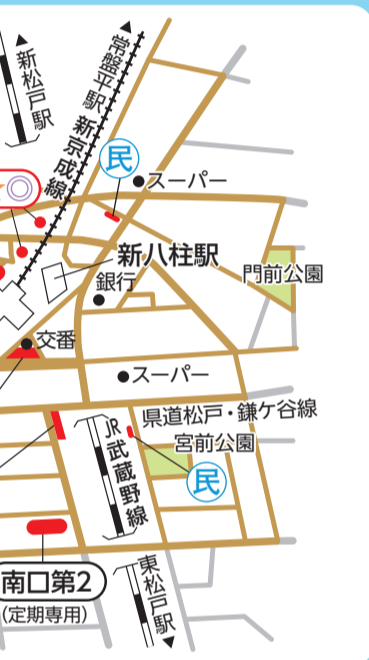 新松戸駅
常盤平駅
新京成線
民
スーパー
新八柱駅
銀行
門前公園
交番
スーパー
県道松戸・鎌ケ谷線
JR武蔵野線
宮前公園
民
南口第2
(定期専用)
東松戸駅